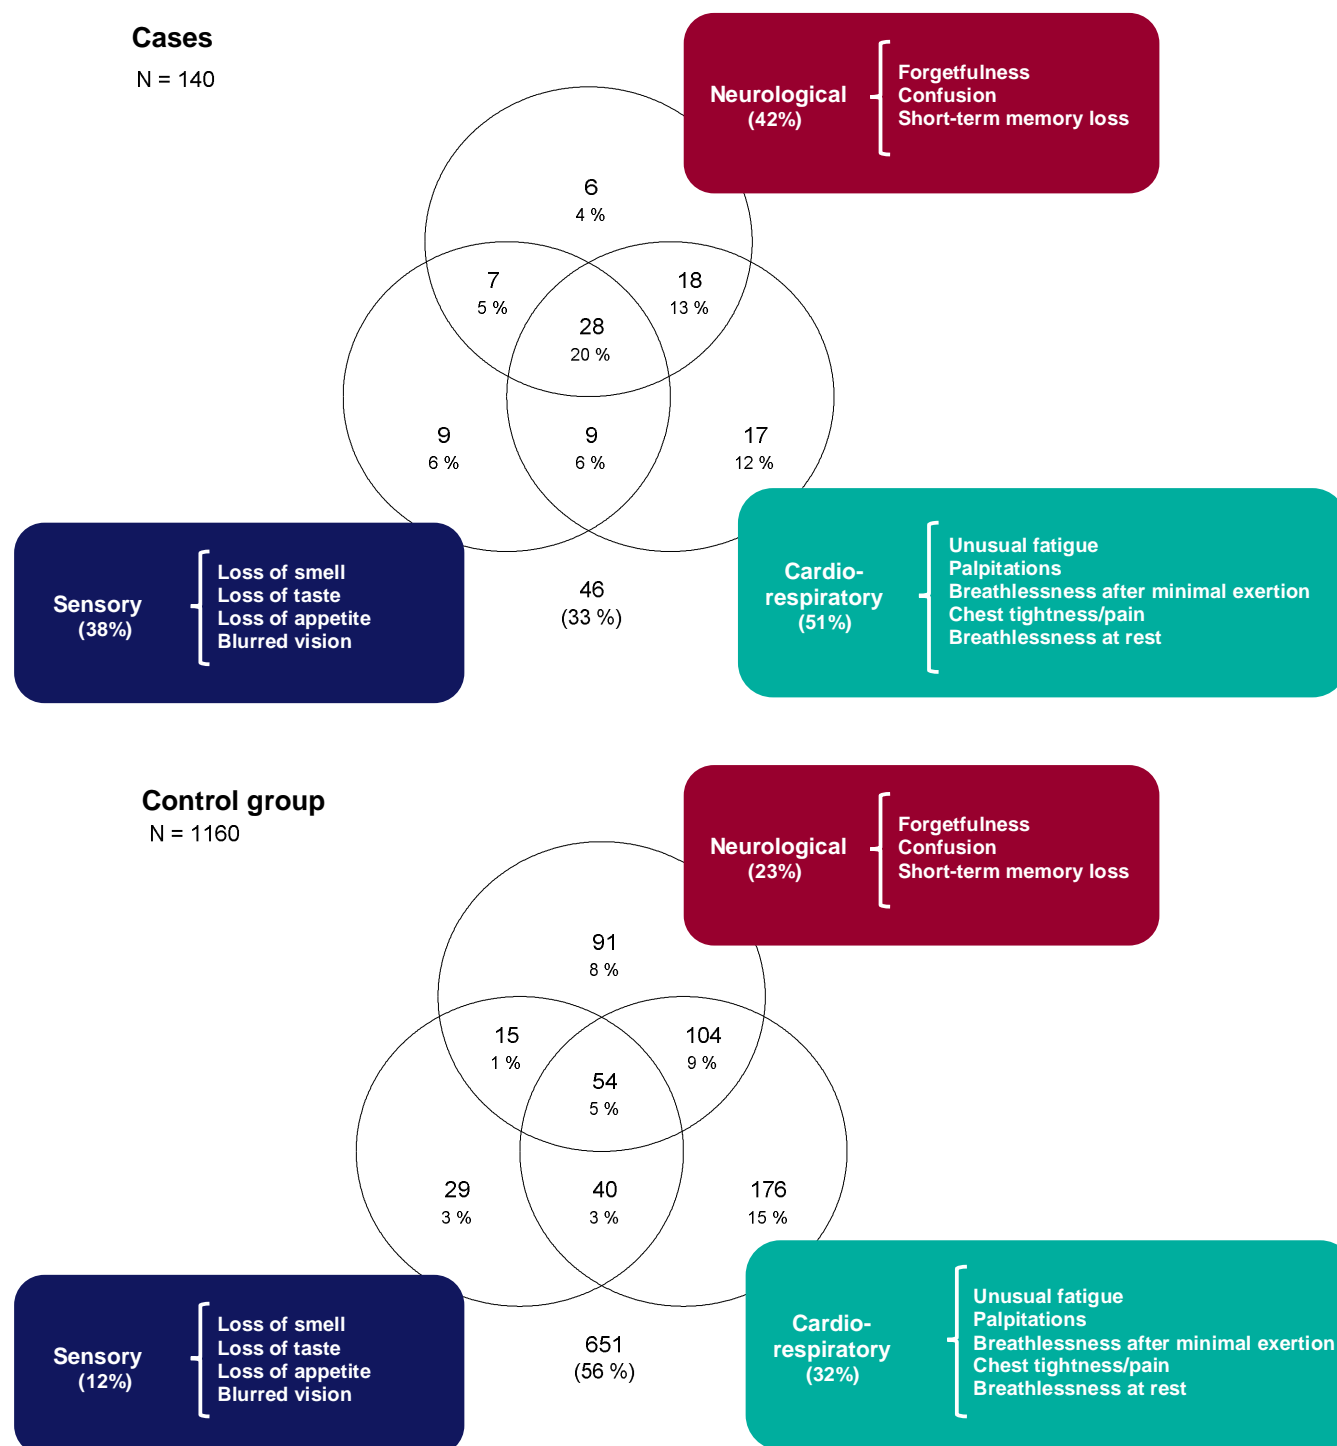 Cases
N = 140
Neurological
(42%)
Forgetfulness
Confusion
Short-term memory loss
6
4 %
7
5 %
18
13 %
28
20 %
9
6 %
9
6 %
17
12 %
Sensory
(38%)
Loss of smell
Loss of taste
Loss of appetite
Blurred vision
46
(33 %)
Cardio-
respiratory
(51%)
Unusual fatigue
Palpitations
Breathlessness after minimal exertion
Chest tightness/pain
Breathlessness at rest
Control group
N = 1160
Neurological
(23%)
Forgetfulness
Confusion
Short-term memory loss
91
8 %
15
1 %
104
9 %
54
5 %
29
3 %
40
3 %
176
15 %
Sensory
(12%)
Loss of smell
Loss of taste
Loss of appetite
Blurred vision
651
(56 %)
Cardio-
respiratory
(32%)
Unusual fatigue
Palpitations
Breathlessness after minimal exertion
Chest tightness/pain
Breathlessness at rest